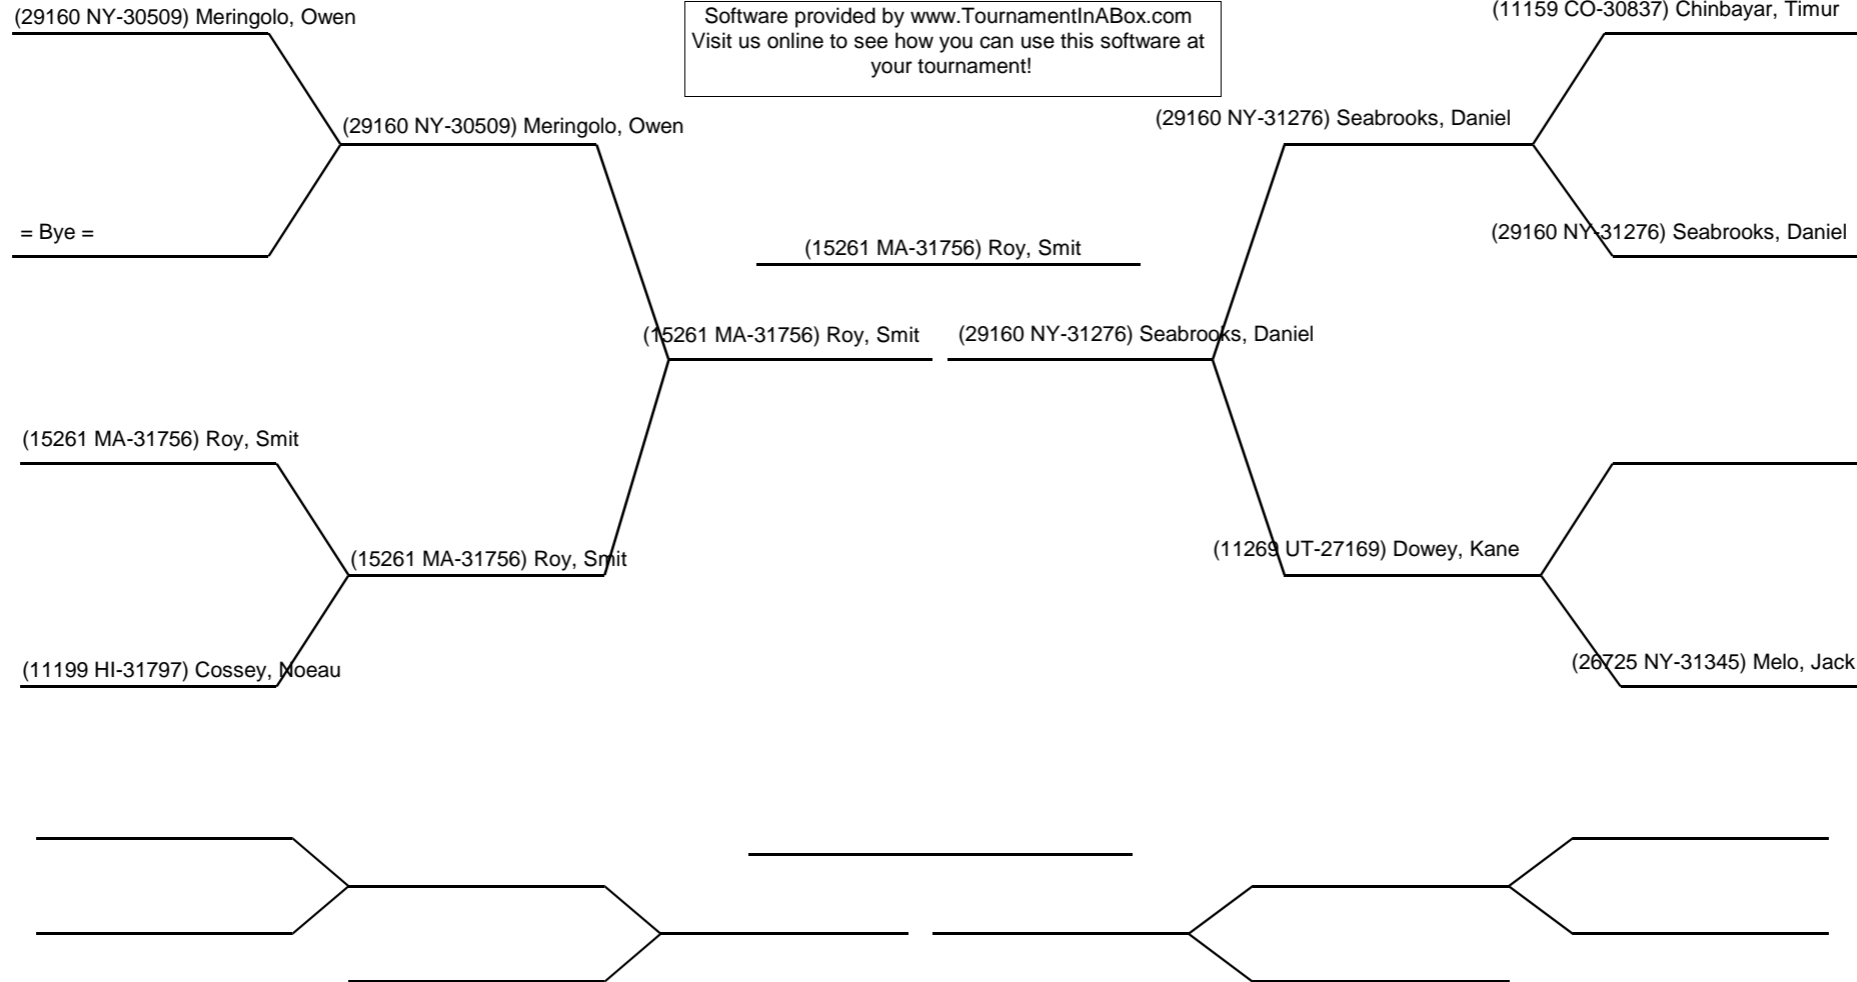 (29160 NY-30509) Meringolo, Owen
Software provided by www.TournamentInABox.com
Visit us online to see how you can use this software at
your tournament!
(11159 CO-30837) Chinbayar, Timur
(29160 NY-30509) Meringolo, Owen
(29160 NY-31276) Seabrooks, Daniel
= Bye =
(15261 MA-31756) Roy, Smit
(29160 NY-31276) Seabrooks, Daniel
(15261 MA-31756) Roy, Smit
(29160 NY-31276) Seabrooks, Daniel
(15261 MA-31756) Roy, Smit
(15261 MA-31756) Roy, Smit
(11269 UT-27169) Dowey, Kane
(11199 HI-31797) Cossey, Noeau
(26725 NY-31345) Melo, Jack